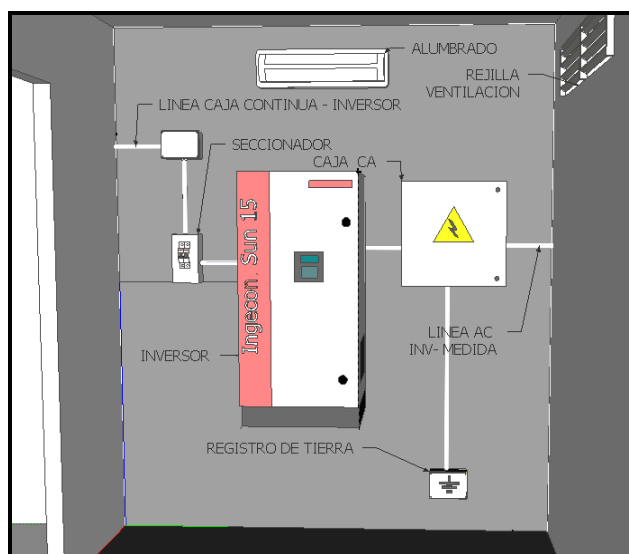 ALUMBRADO
REJILLA
VENTILACION
LINEA CAJA CONTINUA - INVERSOR
SECCIONADOR
CAJA CA
Ingecon. Sun 15
LINEA AC
INV- MEDIDA
INVERSOR
REGISTRO DE TIERRA